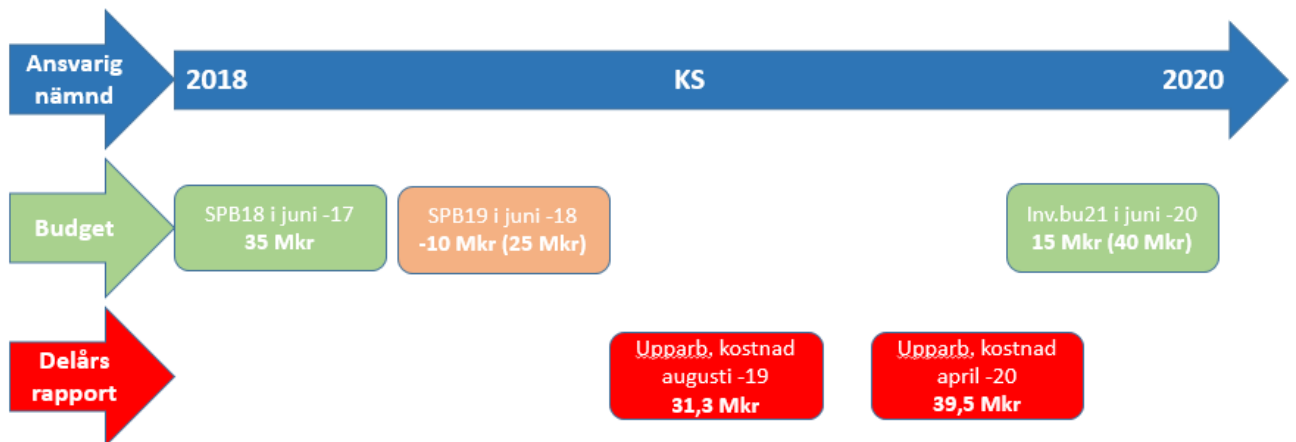 Ansvarig
nämnd
2018 KS 2020
Budget
SPB18 i juni -17
35 Mkr
SPB19 i juni -18
-10 Mkr (25 Mkr)
Inv.bu21 i juni -20
15 Mkr (40 Mkr)
Delårs
rapport
Upparb, kostnad
augusti -19
31,3 Mkr
Upparb, kostnad
april -20
39,5 Mkr